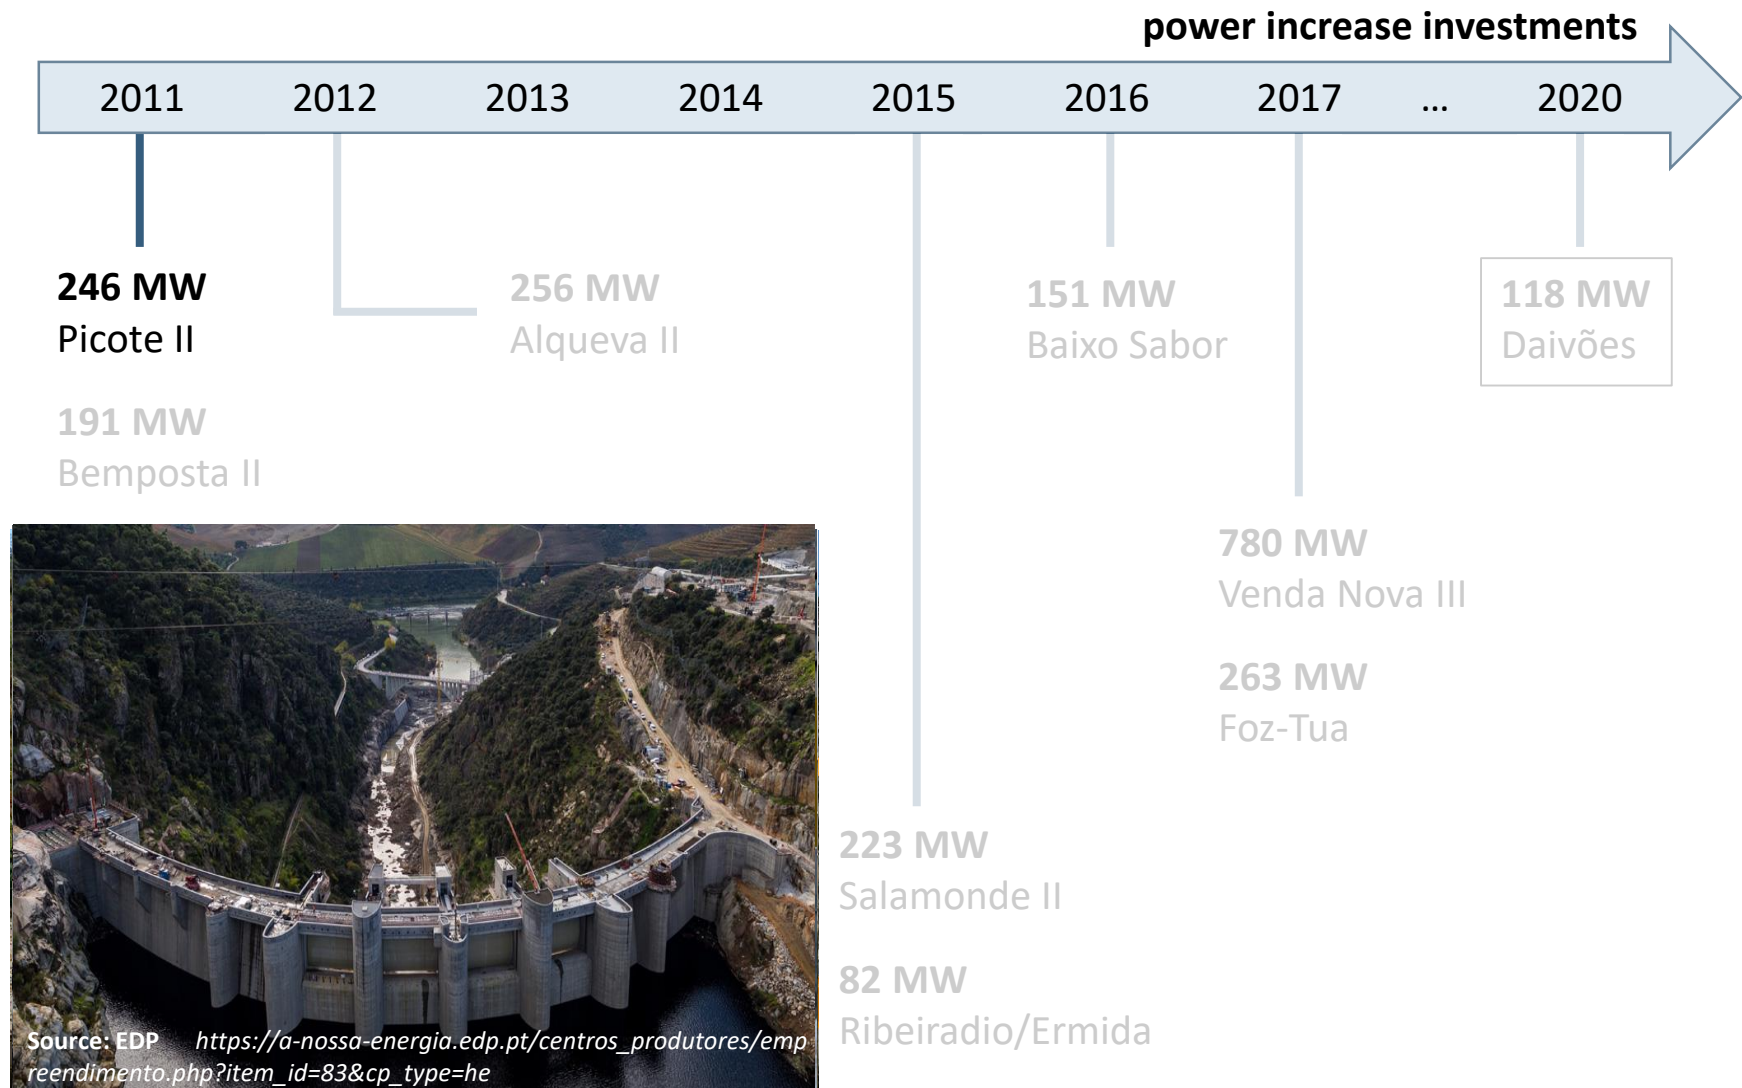 power increase investments
2011 2012 2013 2014 2015 2016 2017 ... 2020
246 MW
Picote II
191 MW
Bemposta II
256 MW
Alqueva II
223 MW
Salamonde II
82 MW
Ribeiradio/Ermida
151 MW
Baixo Sabor
780 MW
Venda Nova III
263 MW
Foz-Tua
118 MW
Daivões
Source: EDP https://a-nossa-energia.edp.pt/centros_produtores/emp
reendimento.php?item_id=83&cp_type=he